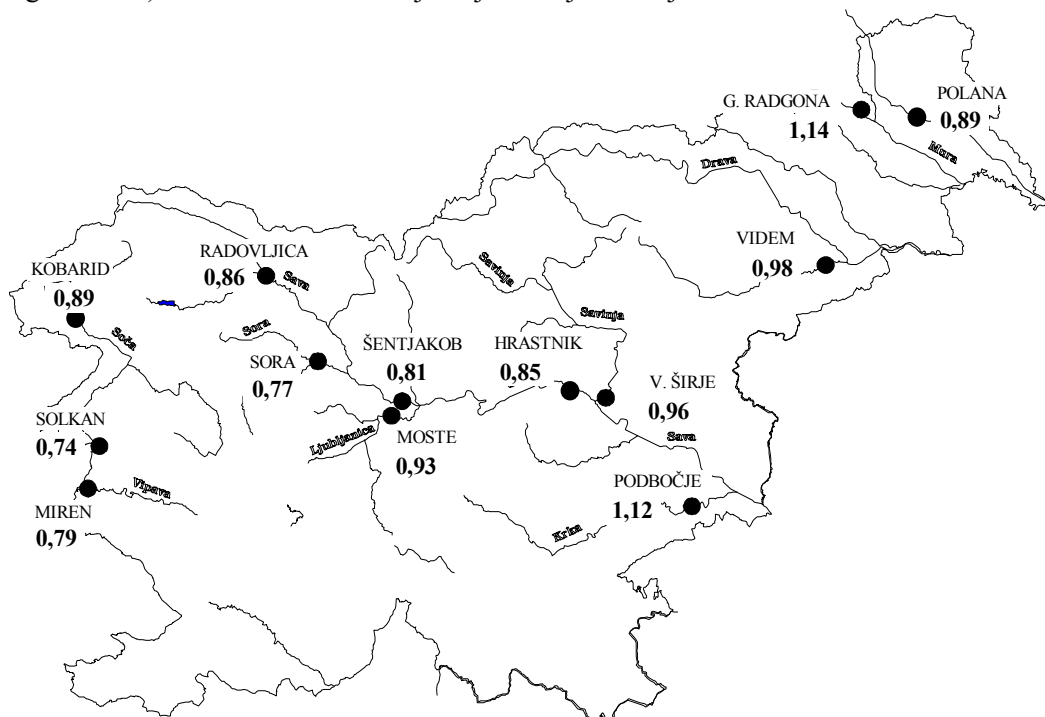 G. RADGONA
1,14
POLANA
0,89
Mura
Drava
VIDEM
0,98
RADOVLJICA
0,86
Sava
KOBARID
0,89
Soča
Savinja
Savinja
Sora
SORA
0,77
ŠENTJAKOB
0,81
HRASTNIK
0,85
V. ŠIRJE
0,96
Sava
SOLKAN
0,74
Ljubljanica
MOSTE
0,93
Vipava
MIREN
0,79
PODBOČJE
1,12
Krka